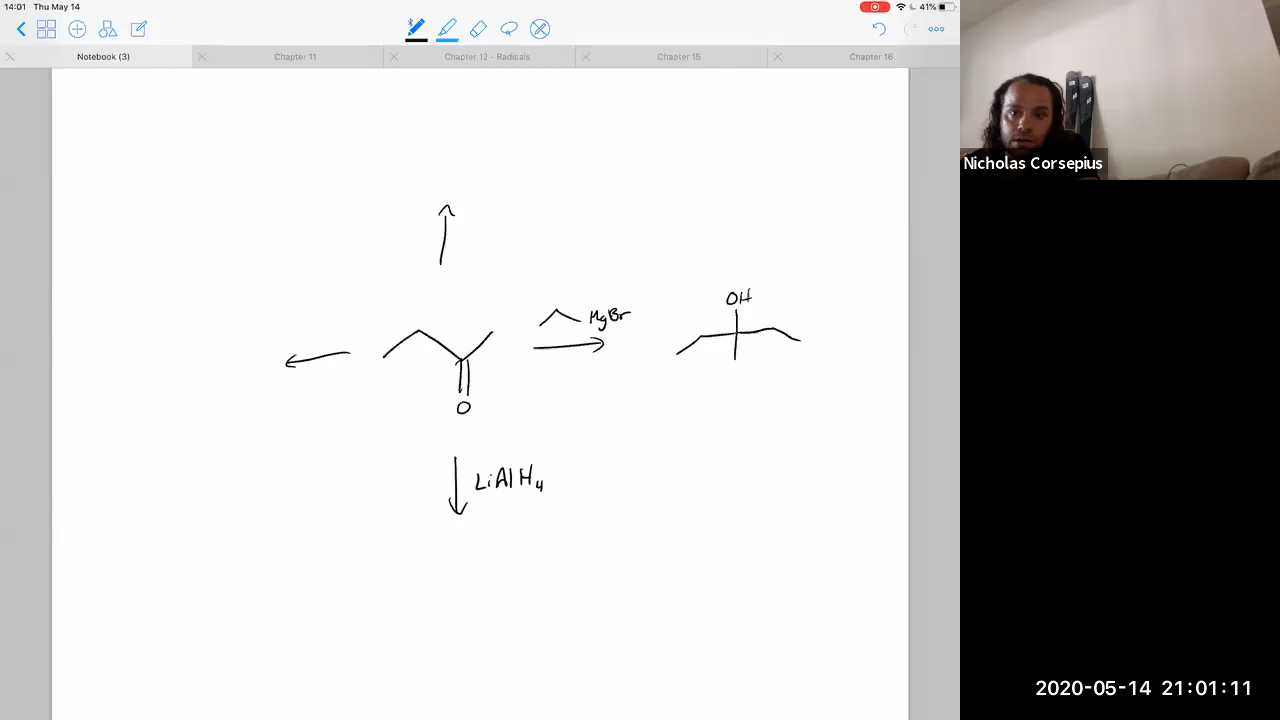 14:01 Thu May 14
41%
Notebook (3)
Chapter 11
Chapter 12 - Radicals
Chapter 15
Chapter 16
Nicholas Corsepius
OH
MgBr
O
LiAlH4
2020-05-14 21:01:11